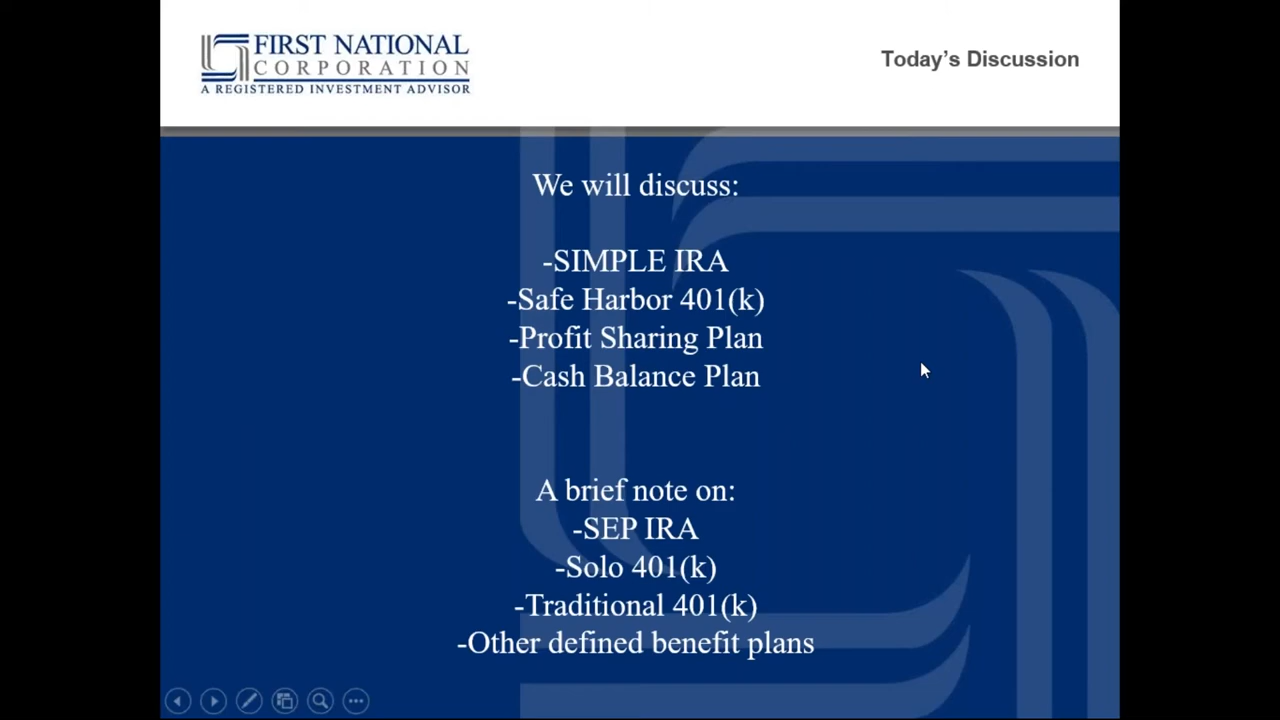 FIRST NATIONAL
CORPORATION
A REGISTERED INVESTMENT ADVISOR
Today's Discussion
We will discuss:
-SIMPLE IRA
-Safe Harbor 401(k)
-Profit Sharing Plan
-Cash Balance Plan
A brief note on:
-SEP IRA
-Solo 401(k)
-Traditional 401(k)
-Other defined benefit plans